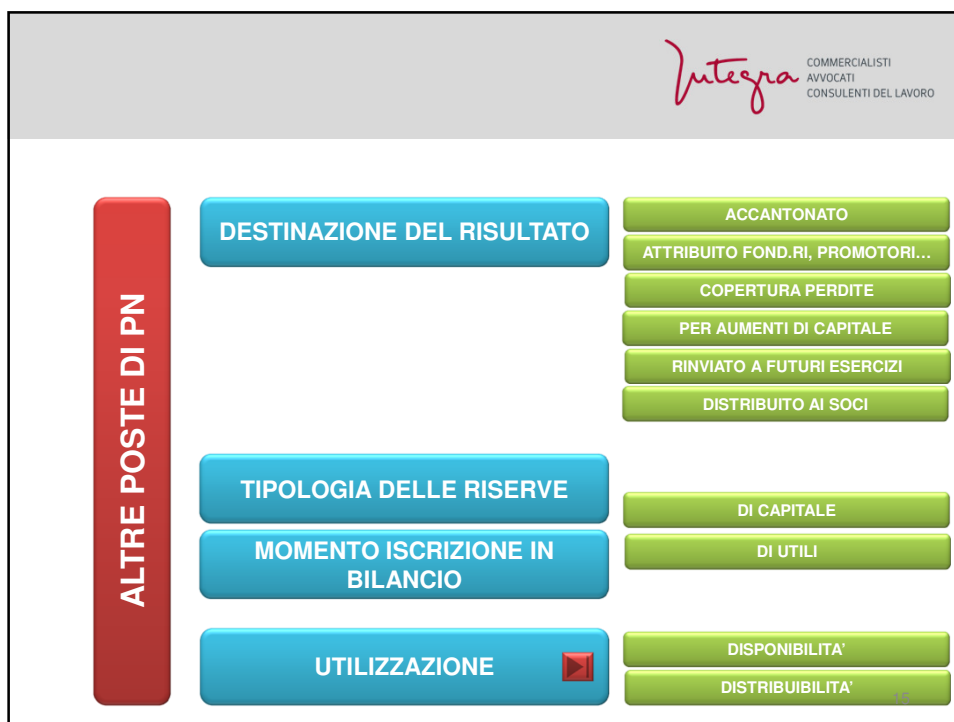 Integra
COMMERCIALISTI
AVVOCATI
CONSULENTI DEL LAVORO
ALTRE POSTE DI PN
DESTINAZIONE DEL RISULTATO
ACCANTONATO
ATTRIBUITO FOND.RI, PROMOTORI…
COPERTURA PERDITE
PER AUMENTI DI CAPITALE
RINVIATO A FUTURI ESERCIZI
DISTRIBUITO AI SOCI
TIPOLOGIA DELLE RISERVE
MOMENTO ISCRIZIONE IN
BILANCIO
DI CAPITALE
DI UTILI
UTILIZZAZIONE
DISPONIBILITA’
DISTRIBUIBILITA’
15